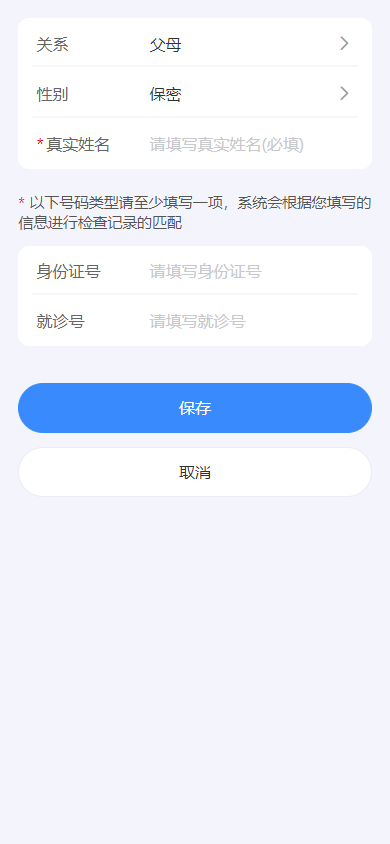 关系 父母
性别 保密
*真实姓名 请填写真实姓名(必填)
* 以下号码类型请至少填写一项，系统会根据您填写的
信息进行检查记录的匹配
身份证号 请填写身份证号
就诊号 请填写就诊号
保存
取消